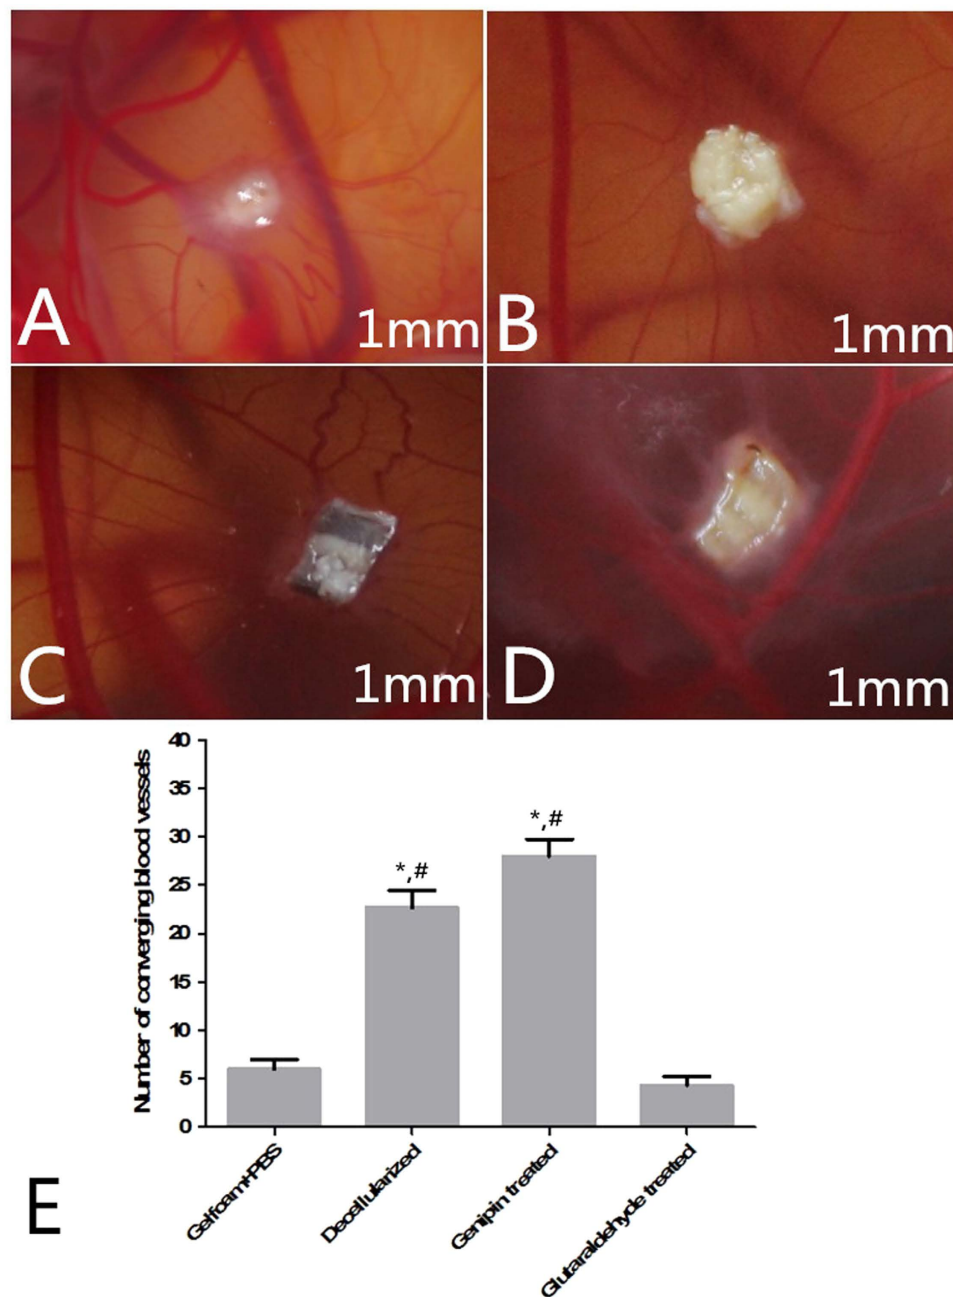 A
1mm
B
1mm
C
1mm
D
1mm
Number of converging blood vessels
40
35
30
25
20
15
10
5
0
*,#
*,#
Gelfoam+PBS
Decellularized
Genipin treated
Glutaraldehyde treated
E